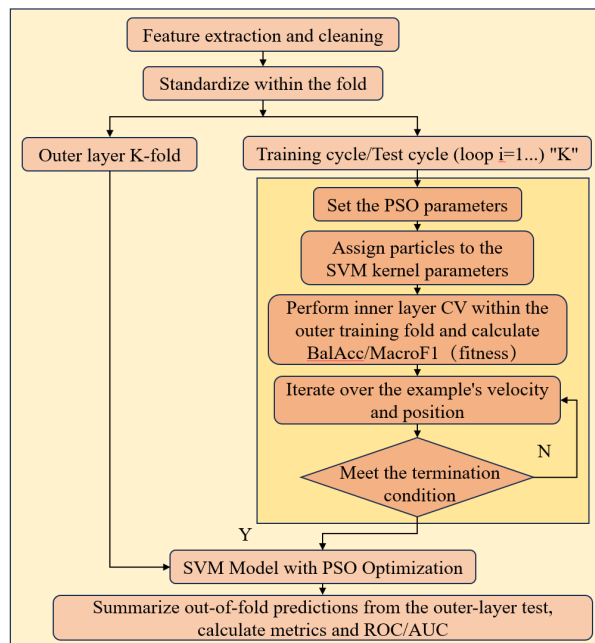 Feature extraction and cleaning
Standardize within the fold
Outer layer K-fold
Training cycle/Test cycle (loop i=1...) "K"
Set the PSO parameters
Assign particles to the
SVM kernel parameters
Perform inner layer CV within
the outer training fold and calculate
BalAcc/MacroF1（fitness）
Iterate over the example's velocity
and position
N
Meet the termination
condition
Y
SVM Model with PSO Optimization
Summarize out-of-fold predictions from the outer-layer test,
calculate metrics and ROC/AUC